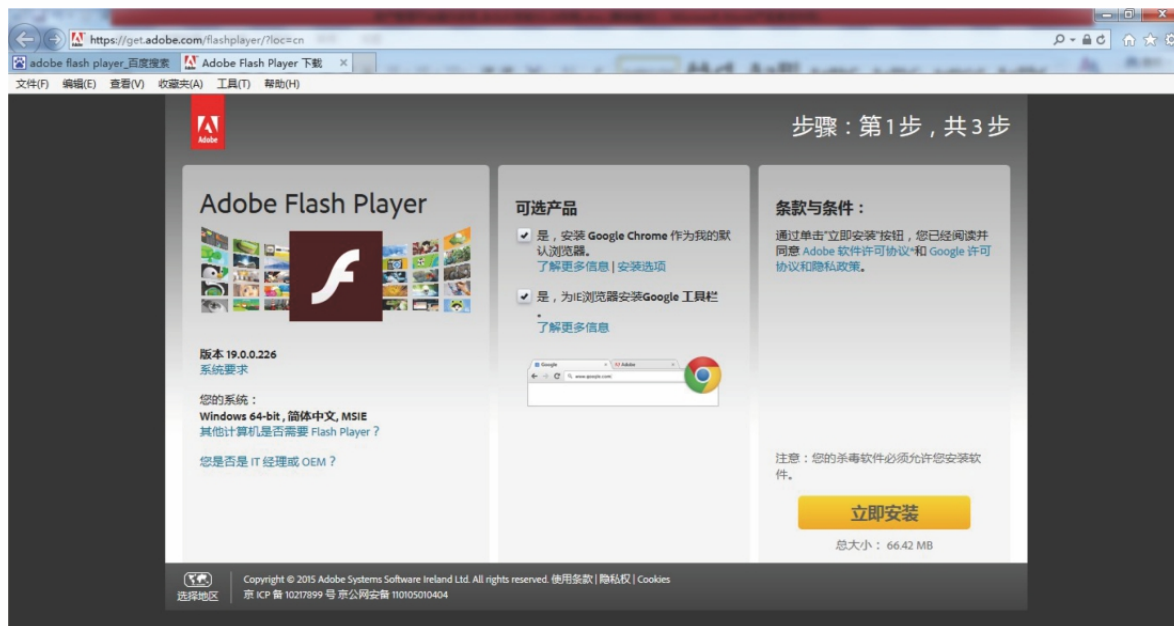 https://get.adobe.com/flashplayer/?loc=cn
adobe flash player_百度搜索
Adobe Flash Player 下载
文件(F) 编辑(E) 查看(V) 收藏夹(A) 工具(T) 帮助(H)
Adobe
步骤：第1步，共3步
Adobe Flash Player
版本 19.0.0.226
系统要求
您的系统：
Windows 64-bit , 简体中文, MSIE
其他计算机是否需要 Flash Player？
您是否是 IT 经理或 OEM？
可选产品
是，安装 Google Chrome 作为我的默
认浏览器。
了解更多信息 | 安装选项
是，为IE浏览器安装Google 工具栏
。
了解更多信息
Google
Adobe
www.google.com/
条款与条件：
通过单击“立即安装”按钮，您已经阅读并
同意 Adobe 软件许可协议*和 Google 许可
协议和隐私政策。
注意：您的杀毒软件必须允许您安装软
件。
立即安装
总大小： 66.42 MB
选择地区
Copyright © 2015 Adobe Systems Software Ireland Ltd. All rights reserved. 使用条款 | 隐私权 | Cookies
京 ICP 备 10217899 号 京公网安备 110105010404